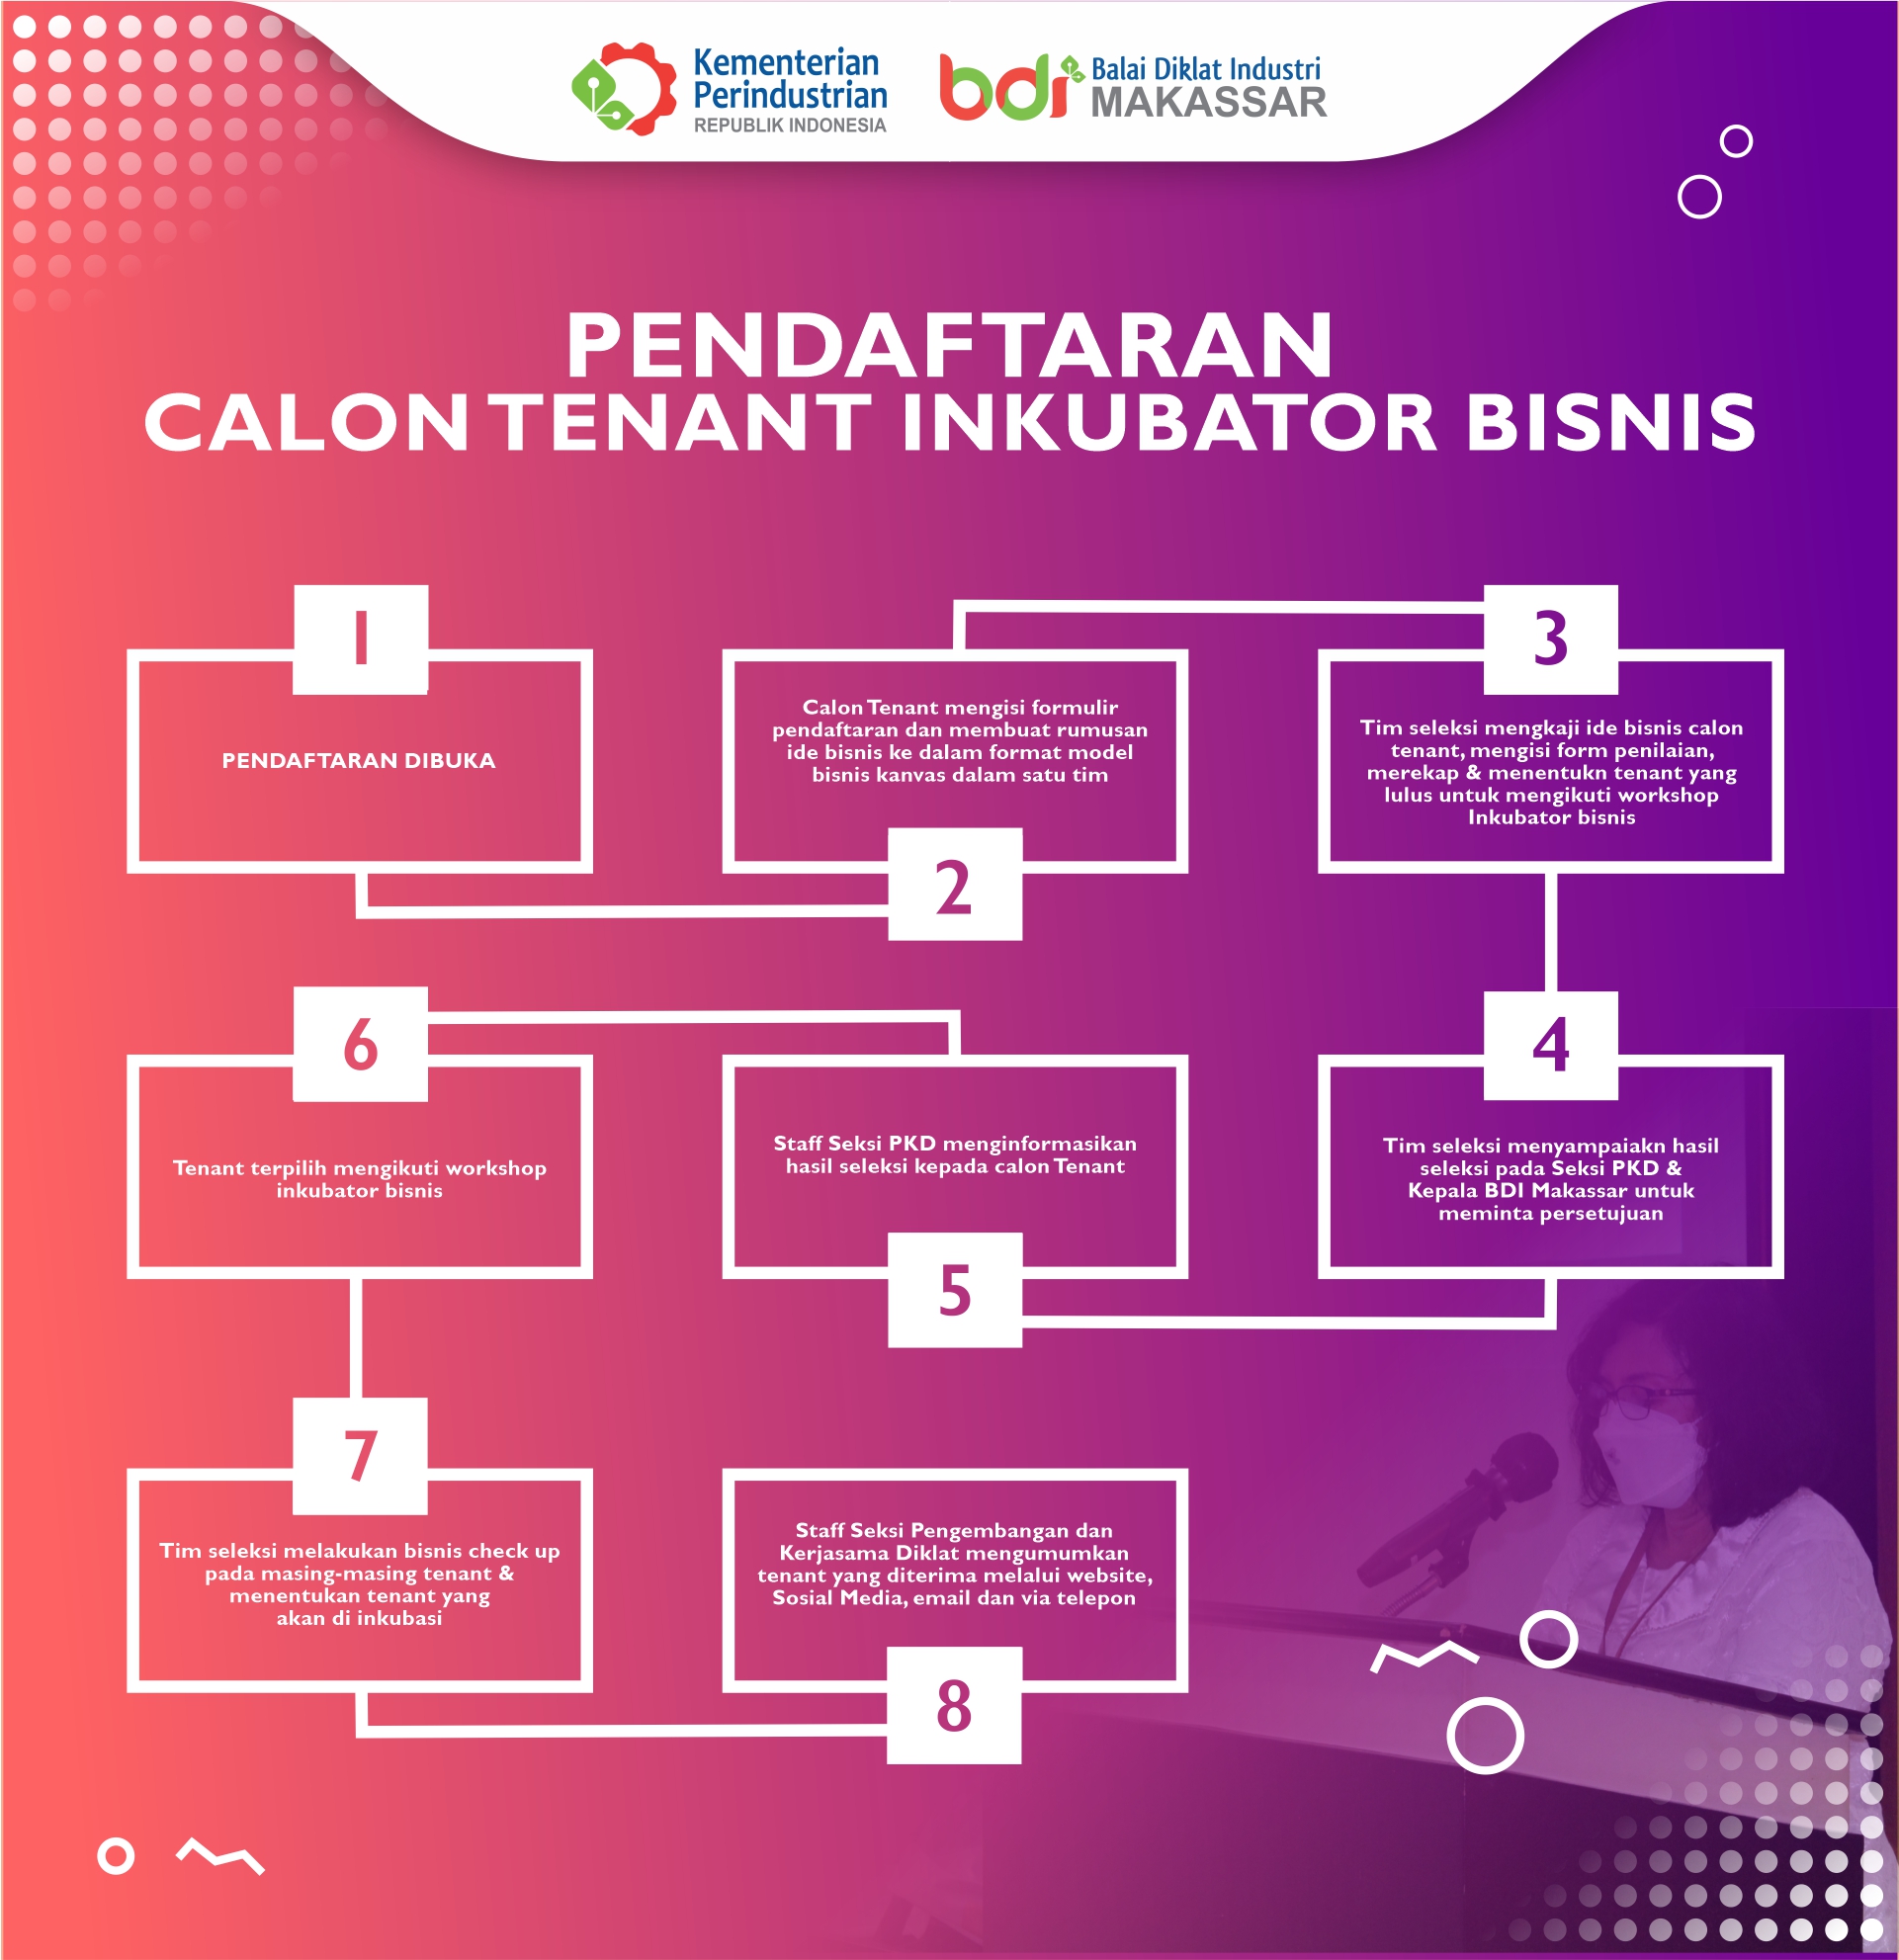 Kementerian
Perindustrian
REPUBLIK INDONESIA
bdi
Balai Diklat Industri
MAKASSAR
PENDAFTARAN
CALON TENANT INKUBATOR BISNIS
1
PENDAFTARAN DIBUKA
Calon Tenant mengisi formulir
pendaftaran dan membuat rumusan
ide bisnis ke dalam format model
bisnis kanvas dalam satu tim
2
3
Tim seleksi mengkaji ide bisnis calon
tenant, mengisi form penilaian,
merekap & menentukn tenant yang
lulus untuk mengikuti workshop
Inkubator bisnis
4
Tim seleksi menyampaiakn hasil
seleksi pada Seksi PKD &
Kepala BDI Makassar untuk
meminta persetujuan
Staff Seksi PKD menginformasikan
hasil seleksi kepada calon Tenant
5
6
Tenant terpilih mengikuti workshop
inkubator bisnis
7
Tim seleksi melakukan bisnis check up
pada masing-masing tenant &
menentukan tenant yang
akan di inkubasi
Staff Seksi Pengembangan dan
Kerjasama Diklat mengumumkan
tenant yang diterima melalui website,
Sosial Media, email dan via telepon
8